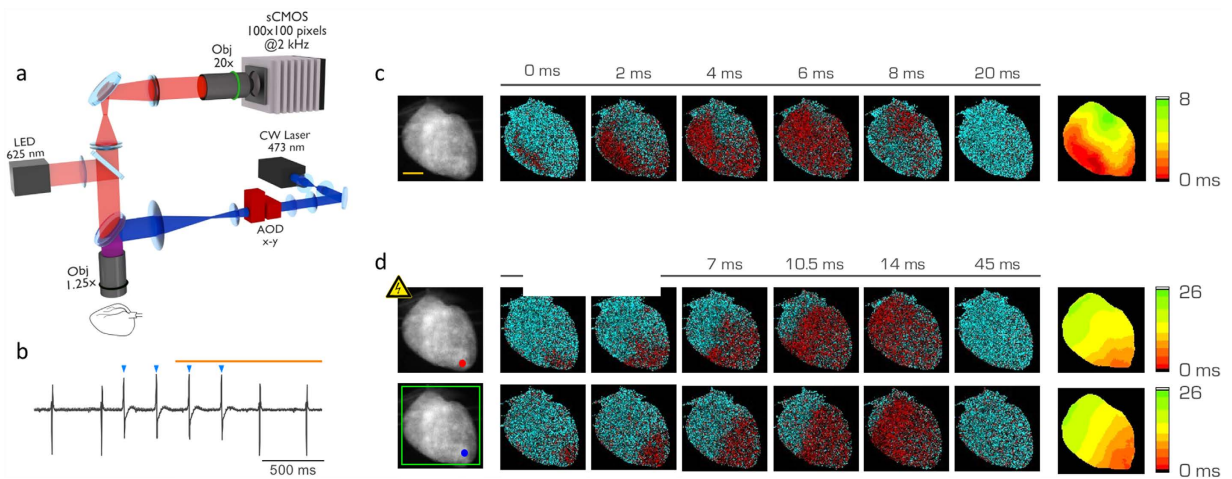 a
sCMOS
100x100 pixels
@2 kHz
Obj
20x
LED
625 nm
CW Laser
473 nm
AOD
x-y
Obj
1.25x
b
500 ms
c
0 ms 2 ms 4 ms 6 ms 8 ms 20 ms
8
0 ms
d
7 ms 10.5 ms 14 ms 45 ms
26
0 ms
26
0 ms